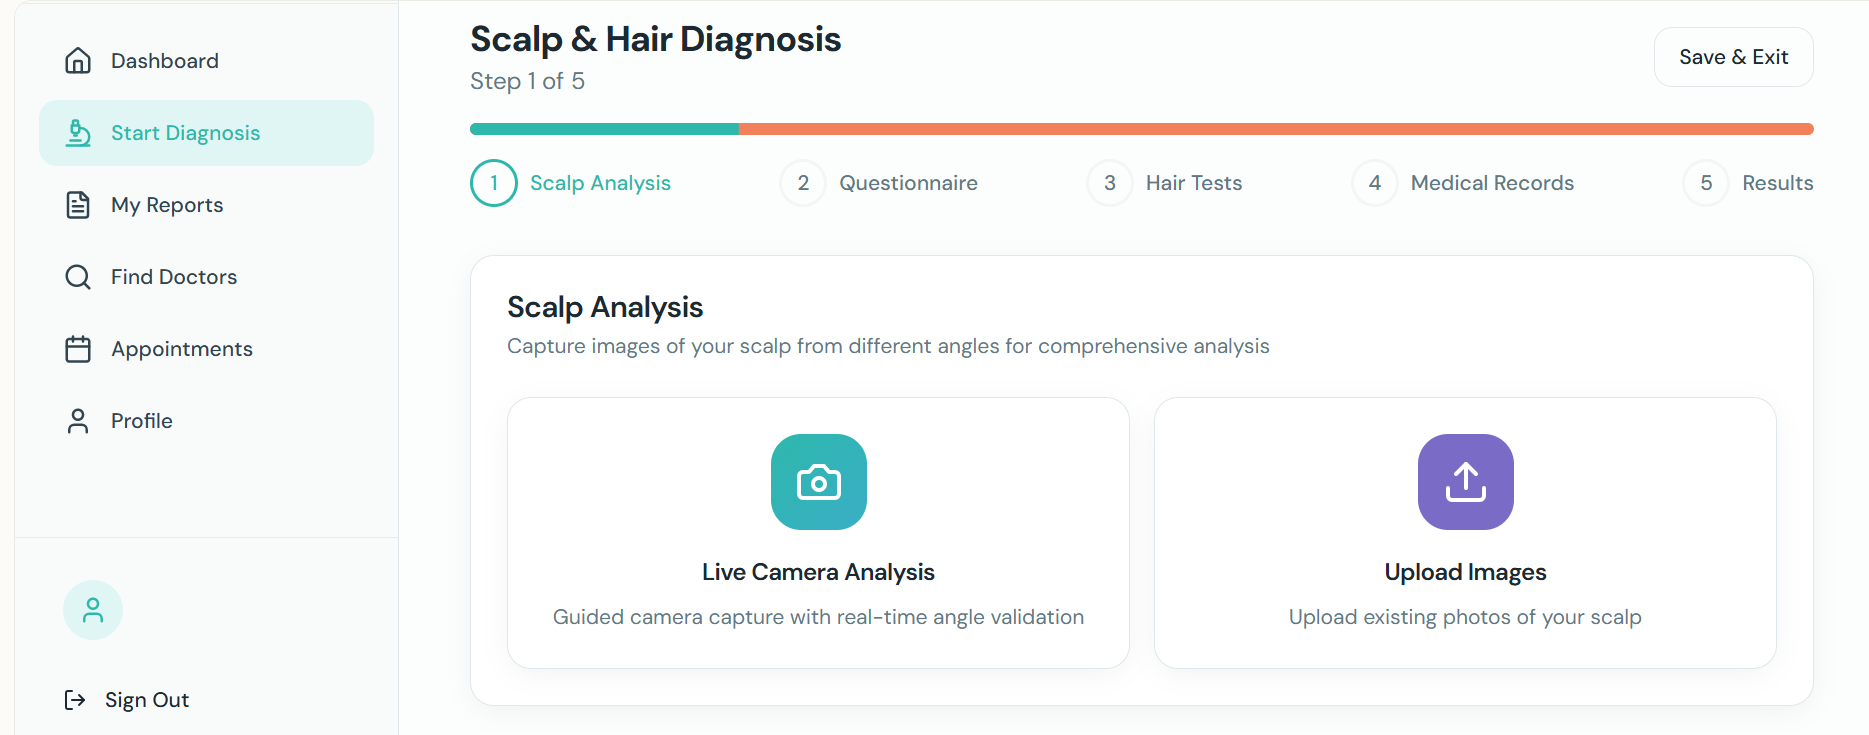 Dashboard
Start Diagnosis
My Reports
Find Doctors
Appointments
Profile
Sign Out
Scalp & Hair Diagnosis
Step 1 of 5
Save & Exit
1 Scalp Analysis
2 Questionnaire
3 Hair Tests
4 Medical Records
5 Results
Scalp Analysis
Capture images of your scalp from different angles for comprehensive analysis
Live Camera Analysis
Guided camera capture with real-time angle validation
Upload Images
Upload existing photos of your scalp